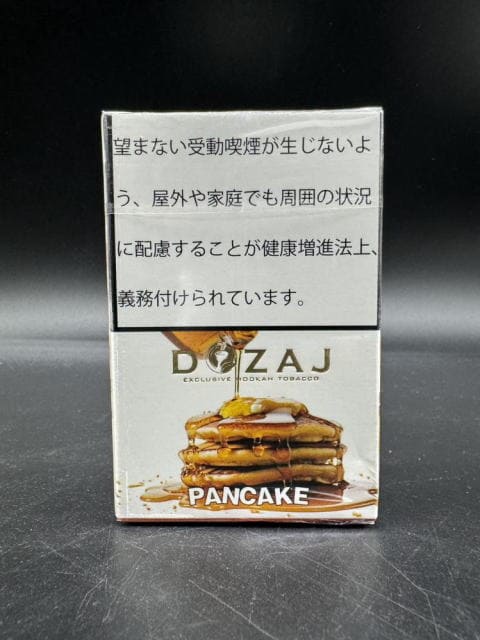 望まない受動喫煙が生じないよ
う、屋外や家庭でも周囲の状況
に配慮することが健康増進法上、
義務付けられています。
DOZAJ
EXCLUSIVE HOOKAH TOBACCO
PANCAKE